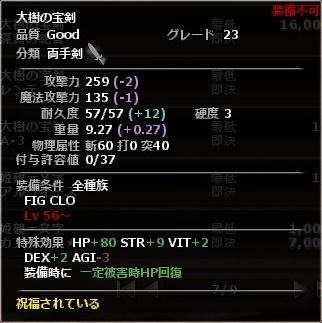 大樹の宝剣
装備不可
品質 Good グレード 23
分類 両手剣
攻撃力 259 (-2)
魔法攻撃力 135 (-1)
耐久度 57/57 (+12) 硬度 3
重量 9.27 (+0.27)
物理属性 斬60 打0 突40
付与許容値 0/37
装備条件 全種族
FIG CLO
Lv 56～
特殊効果 HP+80 STR+9 VIT+2
DEX+2 AGI-3
装備時に 一定被害時HP回復
祝福されている